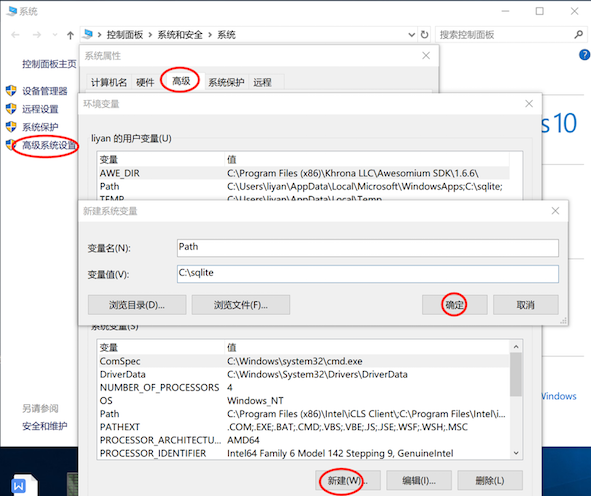 系统
控制面板 > 系统和安全 > 系统
搜索控制面板
控制面板主页
设备管理器
远程设置
系统保护
高级系统设置
系统属性
计算机名 硬件 高级 系统保护 远程
环境变量
s 10
liyan 的用户变量(U)
变量 值
AWE_DIR C:\Program Files (x86)\Khrona LLC\Awesomium SDK\1.6.6\
Path C:\Users\liyan\AppData\Local\Microsoft\WindowsApps;C:\sqlite;
TEMP C:\Users\liyan\AppData\Local\Temp
新建系统变量
变量名(N): Path
变量值(V): C:\sqlite
浏览目录(D)... 浏览文件(F)... 确定 取消
系统变量(S)
变量 值
ComSpec C:\Windows\system32\cmd.exe
DriverData C:\Windows\System32\Drivers\DriverData
NUMBER_OF_PROCESSORS 4
OS Windows_NT
Path C:\Program Files (x86)\Intel\iCLS Client\;C:\Program Files\Intel\i...
PATHEXT .COM;.EXE;.BAT;.CMD;.VBS;.VBE;.JS;.JSE;.WSF;.WSH;.MSC
PROCESSOR_ARCHITECTU... AMD64
PROCESSOR_IDENTIFIER Intel64 Family 6 Model 142 Stepping 9, GenuineIntel
Windows
另请参阅
安全和维护
新建(W)... 编辑(I)... 删除(L)